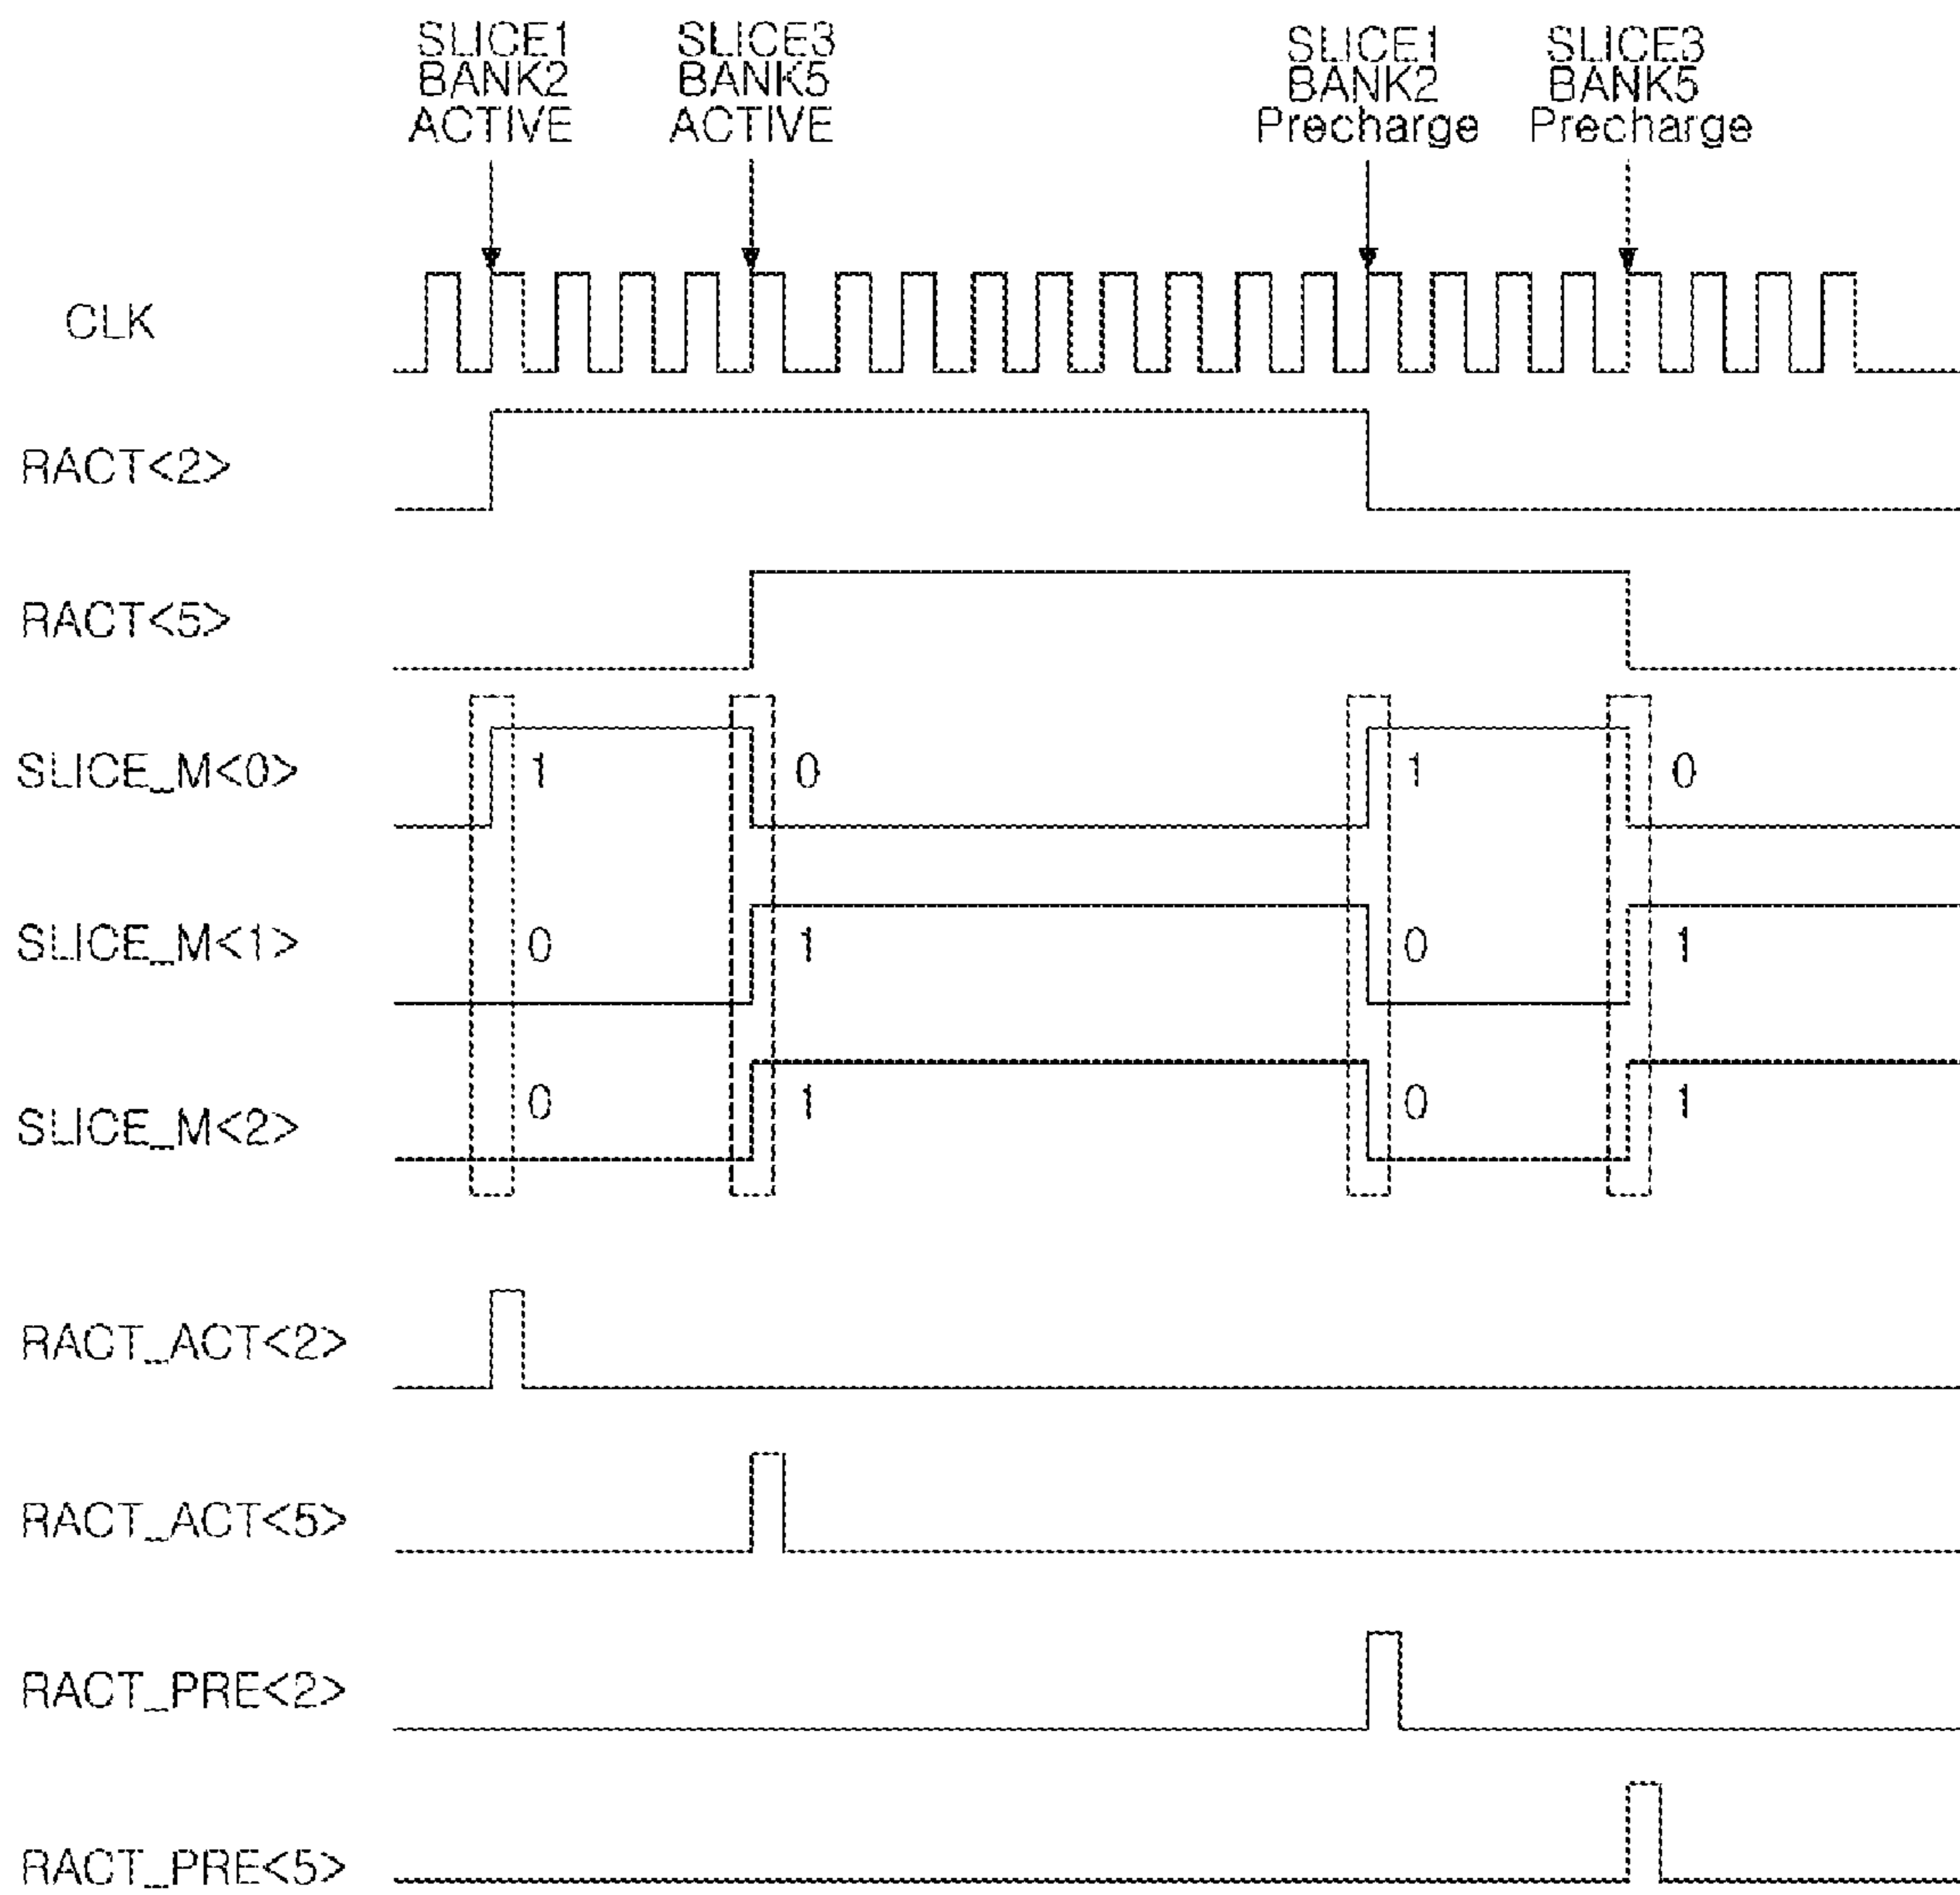 SLICE1 SLICE3 SLICE1 SLICE3
BANK2 BANK5 BANK2 BANK5
ACTIVE ACTIVE Precharge Precharge
CLK
RACT<2>
RACT<5>
SLICE_M<0> 1 0 1 0
SLICE_M<1> 0 1 0 1
SLICE_M<2> 0 1 0 1
RACT_ACT<2>
RACT_ACT<5>
RACT_PRE<2>
RACT_PRE<5>